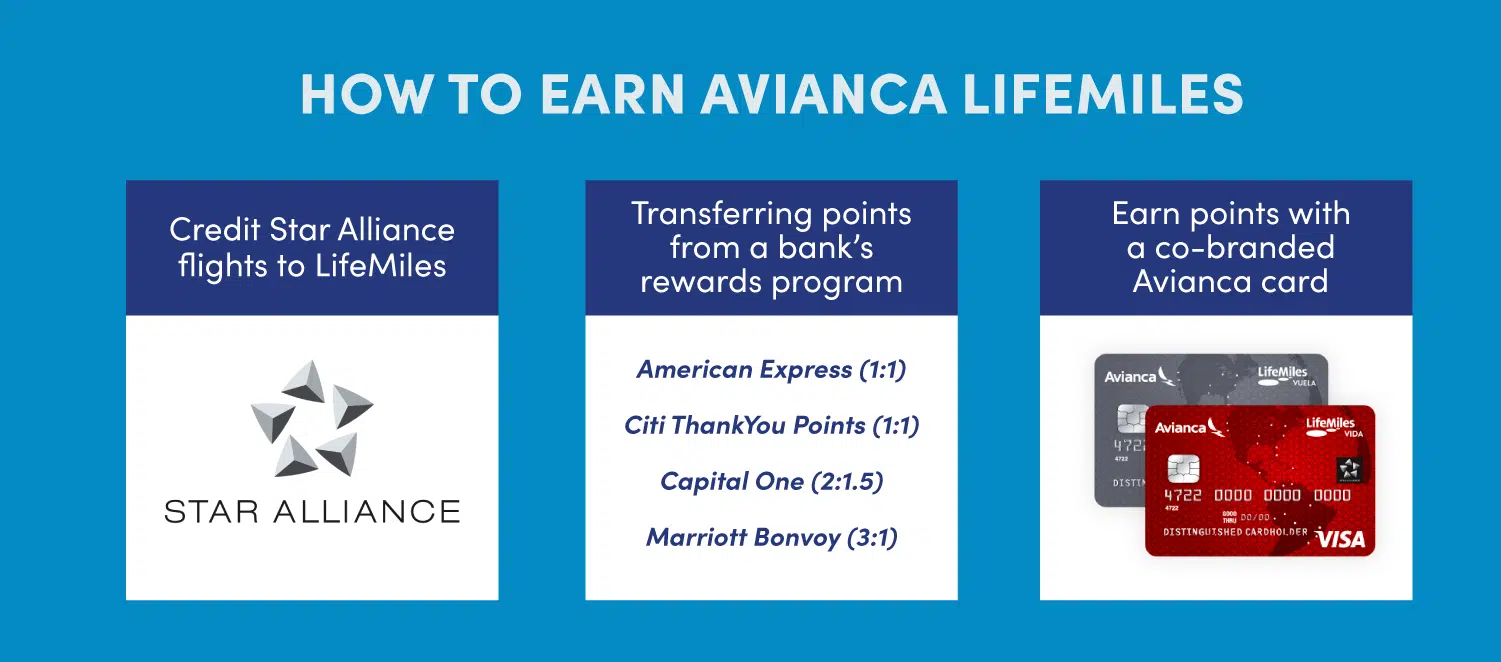 HOW TO EARN AVIANCA LIFEMILES
Credit Star Alliance
flights to LifeMiles
STAR ALLIANCE
Transferring points
from a bank's
rewards program
American Express (1:1)
Citi ThankYou Points (1:1)
Capital One (2:1.5)
Marriott Bonvoy (3:1)
Earn points with
a co-branded
Avianca card
Avianca
LifeMiles
VUELA
472
4722
DISTIN
Avianca
LifeMiles
VIDA
4722 0000 0000 0000
4722
GOOD
THRU 00/00
DISTINGUISHED CARDHOLDER
VISA